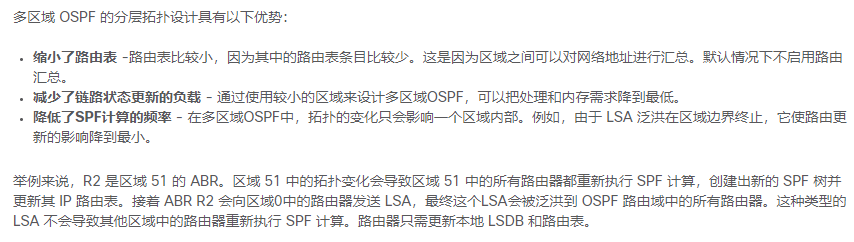 多区域 OSPF 的分层拓扑设计具有以下优势：
• 缩小了路由表 -路由表比较小，因为其中的路由表条目比较少。这是因为区域之间可以对网络地址进行汇总。默认情况下不启用路由
汇总。
• 减少了链路状态更新的负载 - 通过使用较小的区域来设计多区域OSPF，可以把处理和内存需求降到最低。
• 降低了SPF计算的频率 - 在多区域OSPF中，拓扑的变化只会影响一个区域内部。例如，由于 LSA 泛洪在区域边界终止，它使路由更
新的影响降到最小。
举例来说，R2 是区域 51 的 ABR。区域 51 中的拓扑变化会导致区域 51 中的所有路由器都重新执行 SPF 计算，创建出新的 SPF 树并
更新其 IP 路由表。接着 ABR R2 会向区域0中的路由器发送 LSA，最终这个LSA会被泛洪到 OSPF 路由域中的所有路由器。这种类型的
LSA 不会导致其他区域中的路由器重新执行 SPF 计算。路由器只需更新本地 LSDB 和路由表。